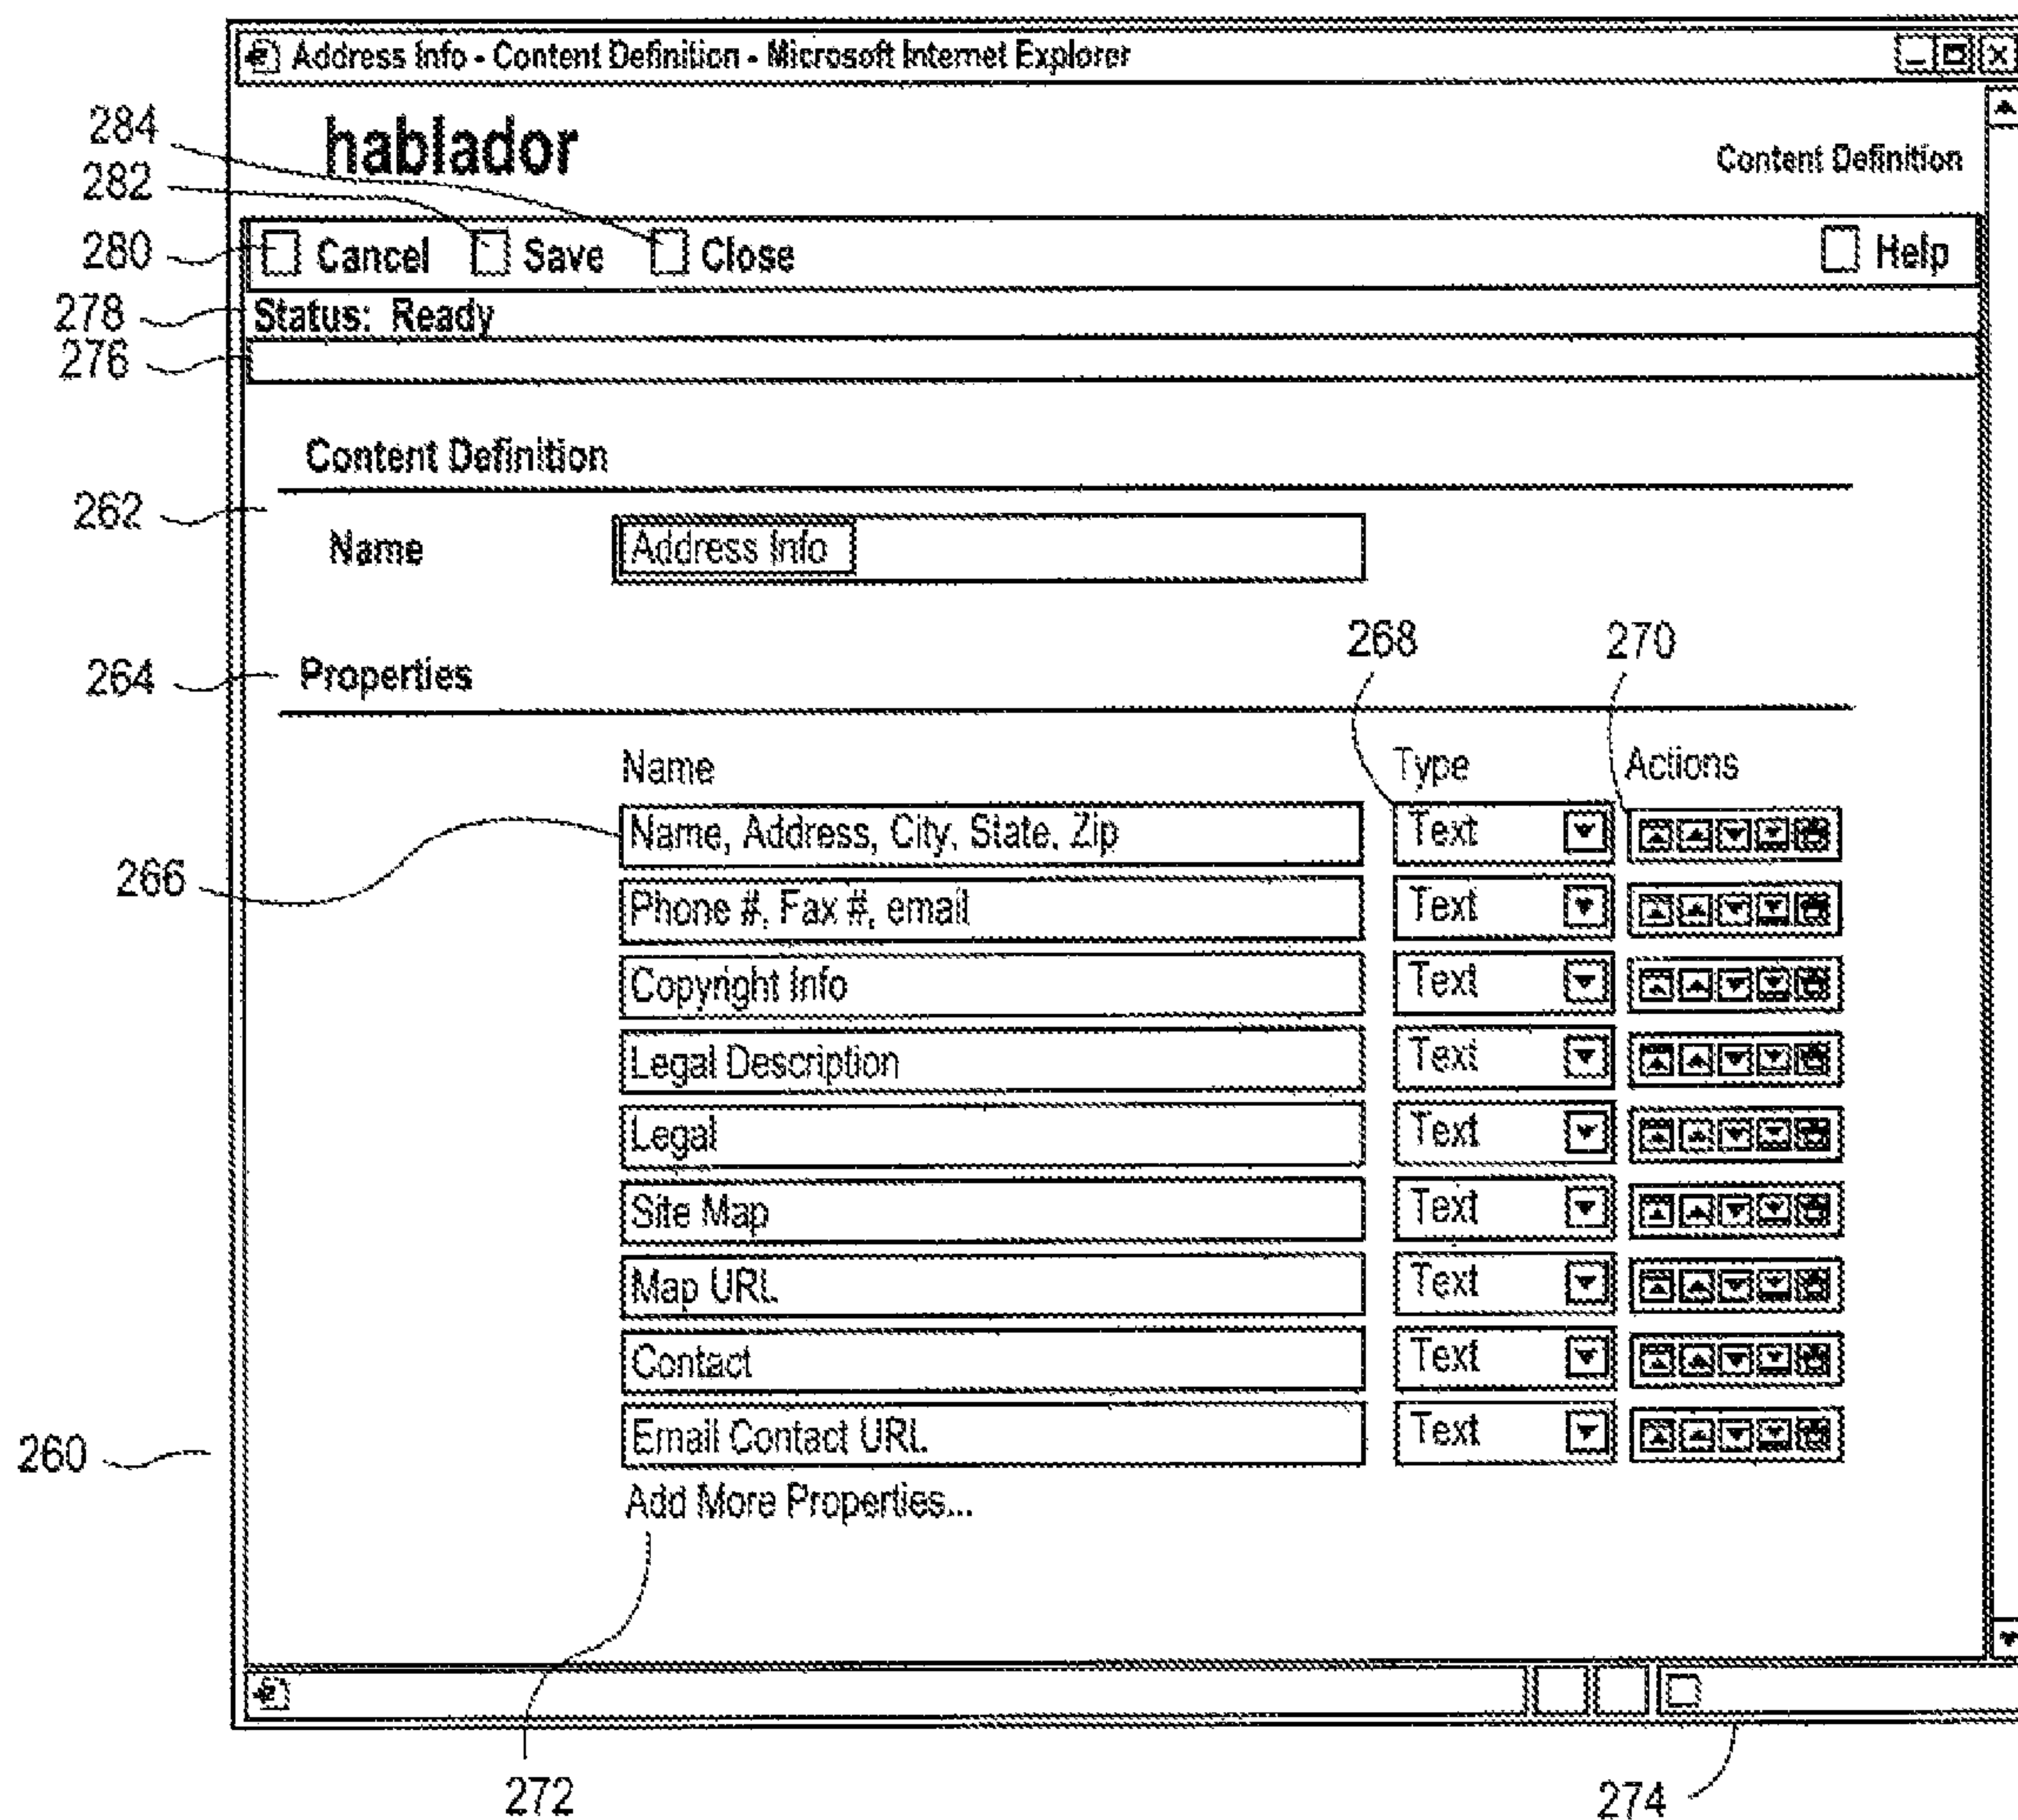 Address Info - Content Definition - Microsoft Internet Explorer
284
hablador
Content Definition
282
280
Cancel Save Close Help
278
Status: Ready
276
Content Definition
262
Name Address Info
268 270
264
Properties
Name Type Actions
Name, Address, City, State, Zip Text
266
Phone #, Fax #, email Text
Copyright Info Text
Legal Description Text
Legal Text
Site Map Text
Map URL Text
Contact Text
260
Email Contact URL Text
Add More Properties...
272
274